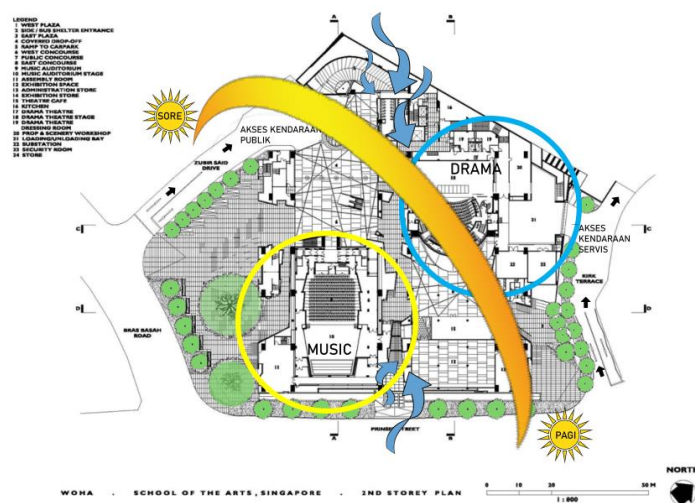 LEGEND
1 WEST PLAZA
2 SIDE / BUS SHELTER ENTRANCE
3 EAST PLAZA
4 COVERED DROP-OFF
5 RAMP TO CARPARK
6 WEST CONCOURSE
7 PUBLIC CONCOURSE
8 EAST CONCOURSE
9 MUSIC AUDITORIUM
10 MUSIC AUDITORIUM STAGE
11 ASSEMBLY ROOM
12 EXHIBITION SPACE
13 ADMINISTRATION STORE
14 EXHIBITION STORE
15 THEATRE CAFE
16 KITCHEN
17 DRAMA THEATRE
18 DRAMA THEATRE STAGE
19 DRAMA THEATRE
DRESSING ROOM
20 PROP & SCENERY WORKSHOP
21 LOADING/UNLOADING BAY
22 SUBSTATION
23 SECURITY ROOM
24 STORE
A
B
SORE
AKSES KENDARAAN
PUBLIK
ZUBIR SAID DRIVE
DRAMA
C
C
AKSES
KENDARAAN
SERVIS
KIRK
TERRACE
D
D
BRAS BASAH
ROAD
MUSIC
PAGI
PRINSEP STREET
A
B
NORTH
WOHA . SCHOOL OF THE ARTS, SINGAPORE . 2ND STOREY PLAN
0 10 20 50 M
1 : 800